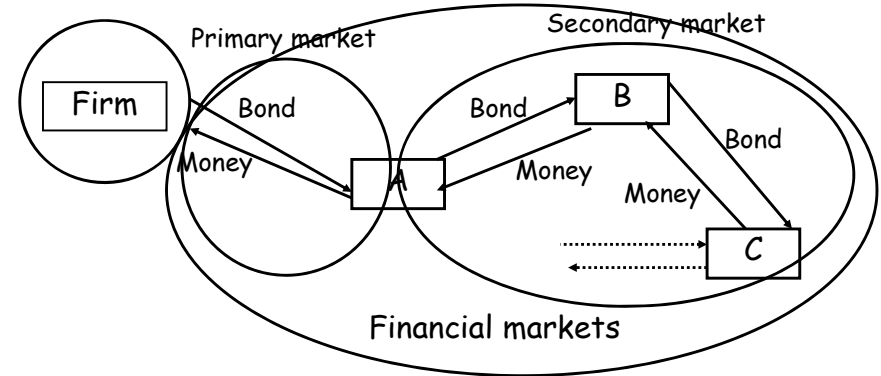 Primary market
Secondary market
Firm
Bond
Money
A
Bond
Money
B
Bond
Money
C
Financial markets